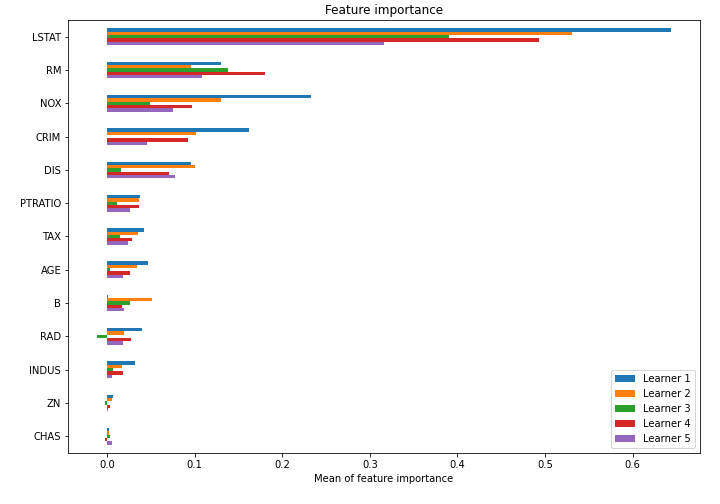 Feature importance
LSTAT
RM
NOX
CRIM
DIS
PTRATIO
TAX
AGE
B
RAD
INDUS
ZN
CHAS
Learner 1
Learner 2
Learner 3
Learner 4
Learner 5
0.0 0.1 0.2 0.3 0.4 0.5 0.6
Mean of feature importance